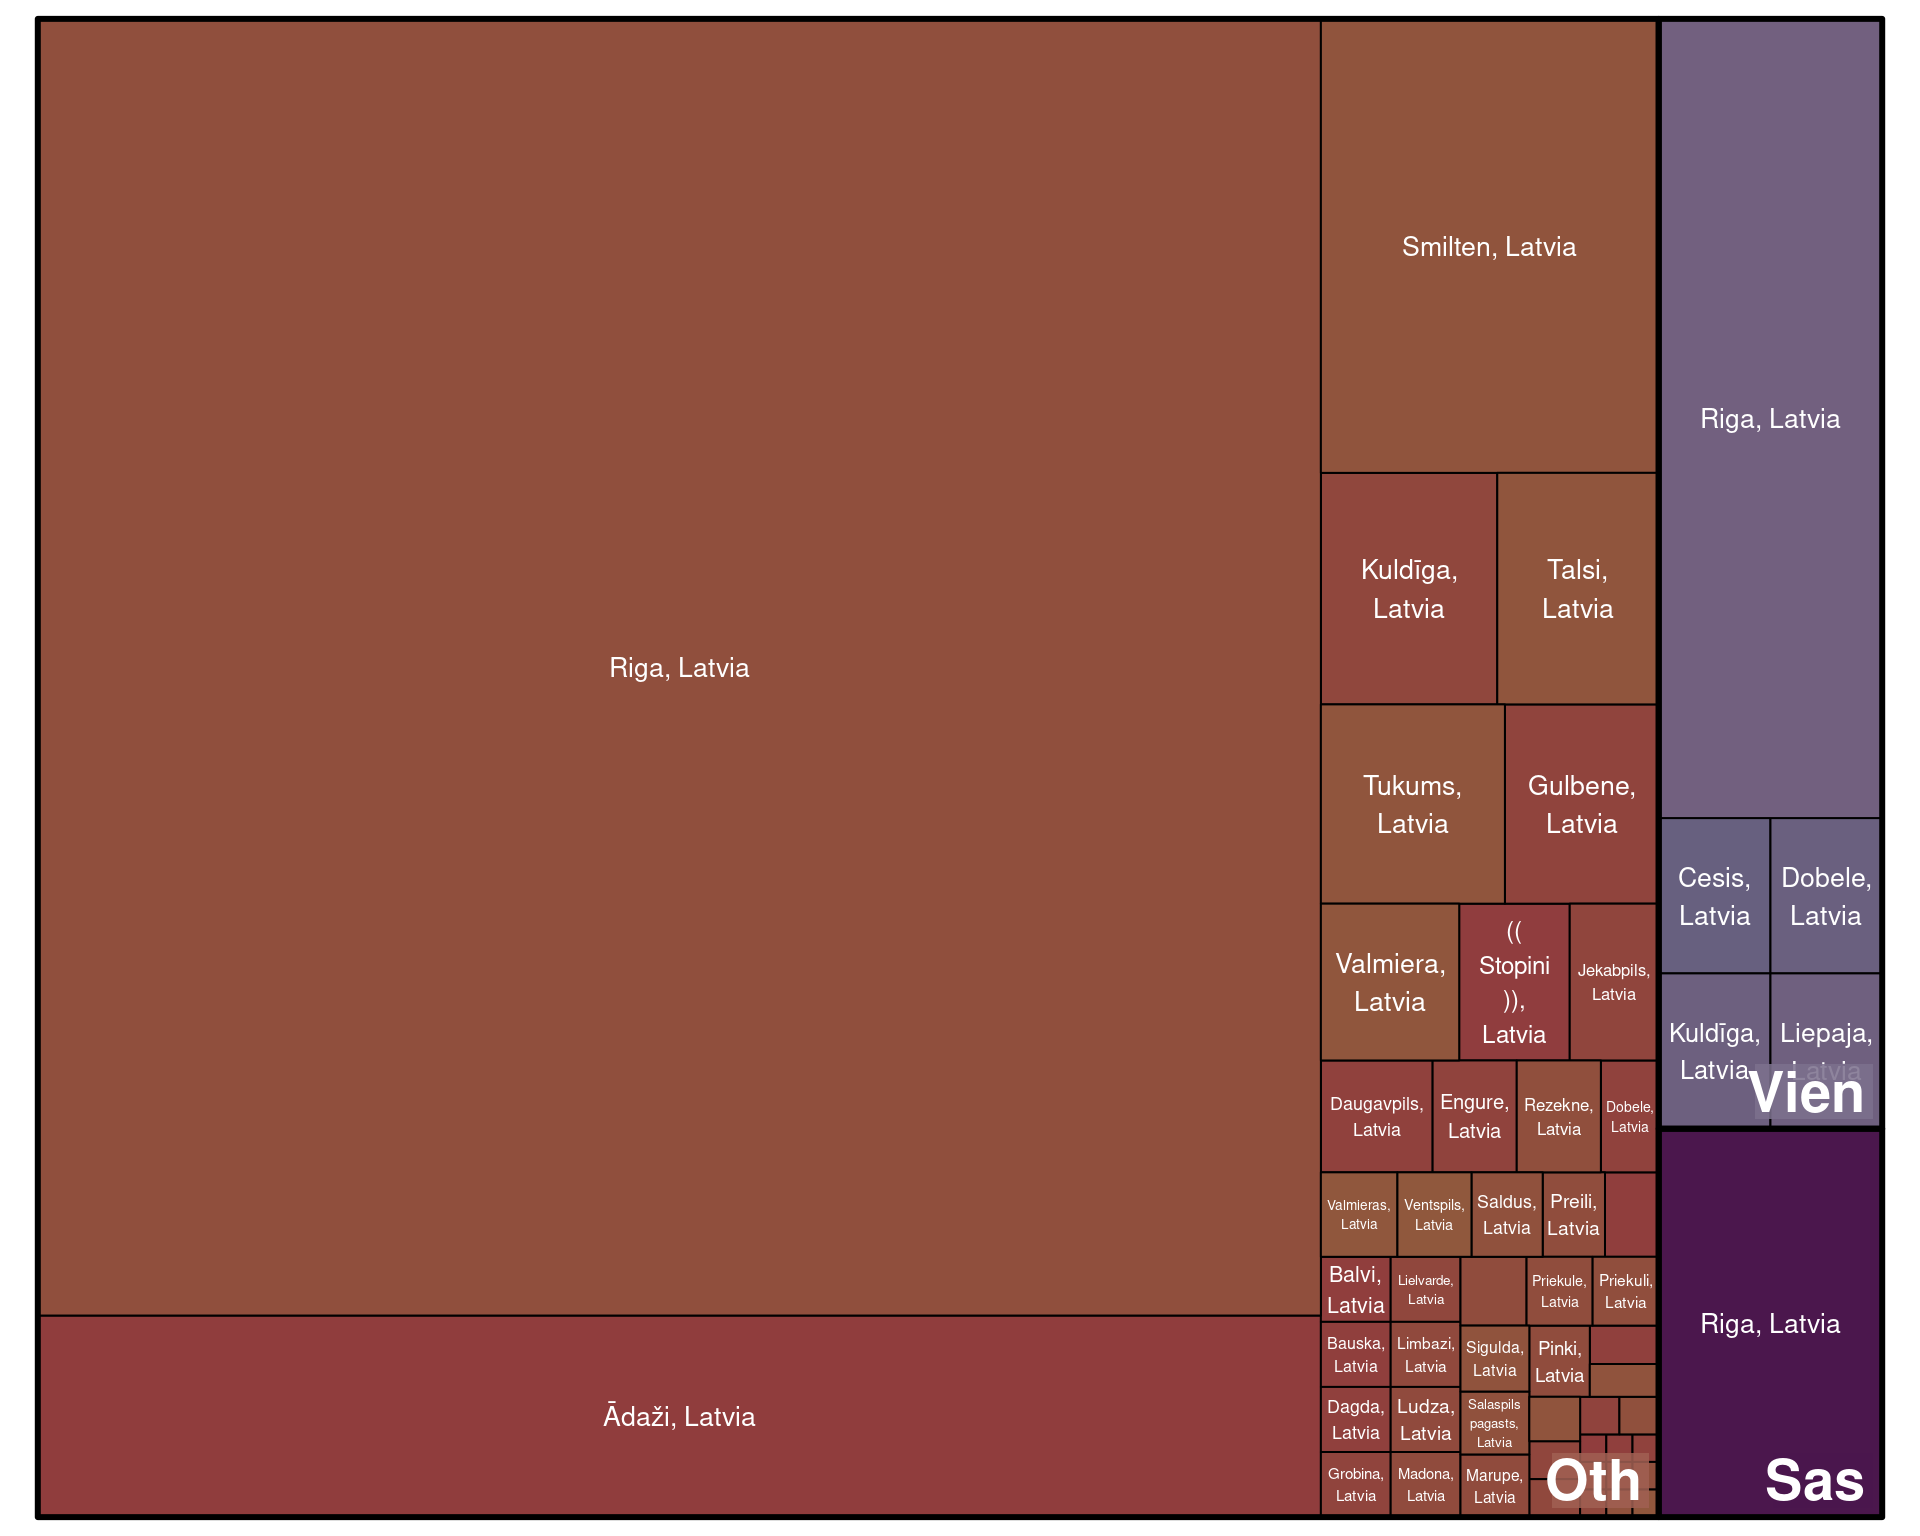 Riga, Latvia
Ādaži, Latvia
Smilten, Latvia
Kuldīga,
Latvia
Talsi,
Latvia
Tukums,
Latvia
Gulbene,
Latvia
Valmiera,
Latvia
((
Stopini
)),
Latvia
Jekabpils,
Latvia
Daugavpils,
Latvia
Engure,
Latvia
Rezekne,
Latvia
Dobele,
Latvia
Valmieras,
Latvia
Ventspils,
Latvia
Saldus,
Latvia
Preili,
Latvia
Balvi,
Latvia
Lielvarde,
Latvia
Priekule,
Latvia
Priekuli,
Latvia
Bauska,
Latvia
Limbazi,
Latvia
Sigulda,
Latvia
Pinki,
Latvia
Dagda,
Latvia
Ludza,
Latvia
Salaspils
pagasts,
Latvia
Grobina,
Latvia
Madona,
Latvia
Marupe,
Latvia
Oth
Riga, Latvia
Cesis,
Latvia
Dobele,
Latvia
Kuldīga,
Latvia
Liepaja,
Latvia
Vien
Riga, Latvia
Sas